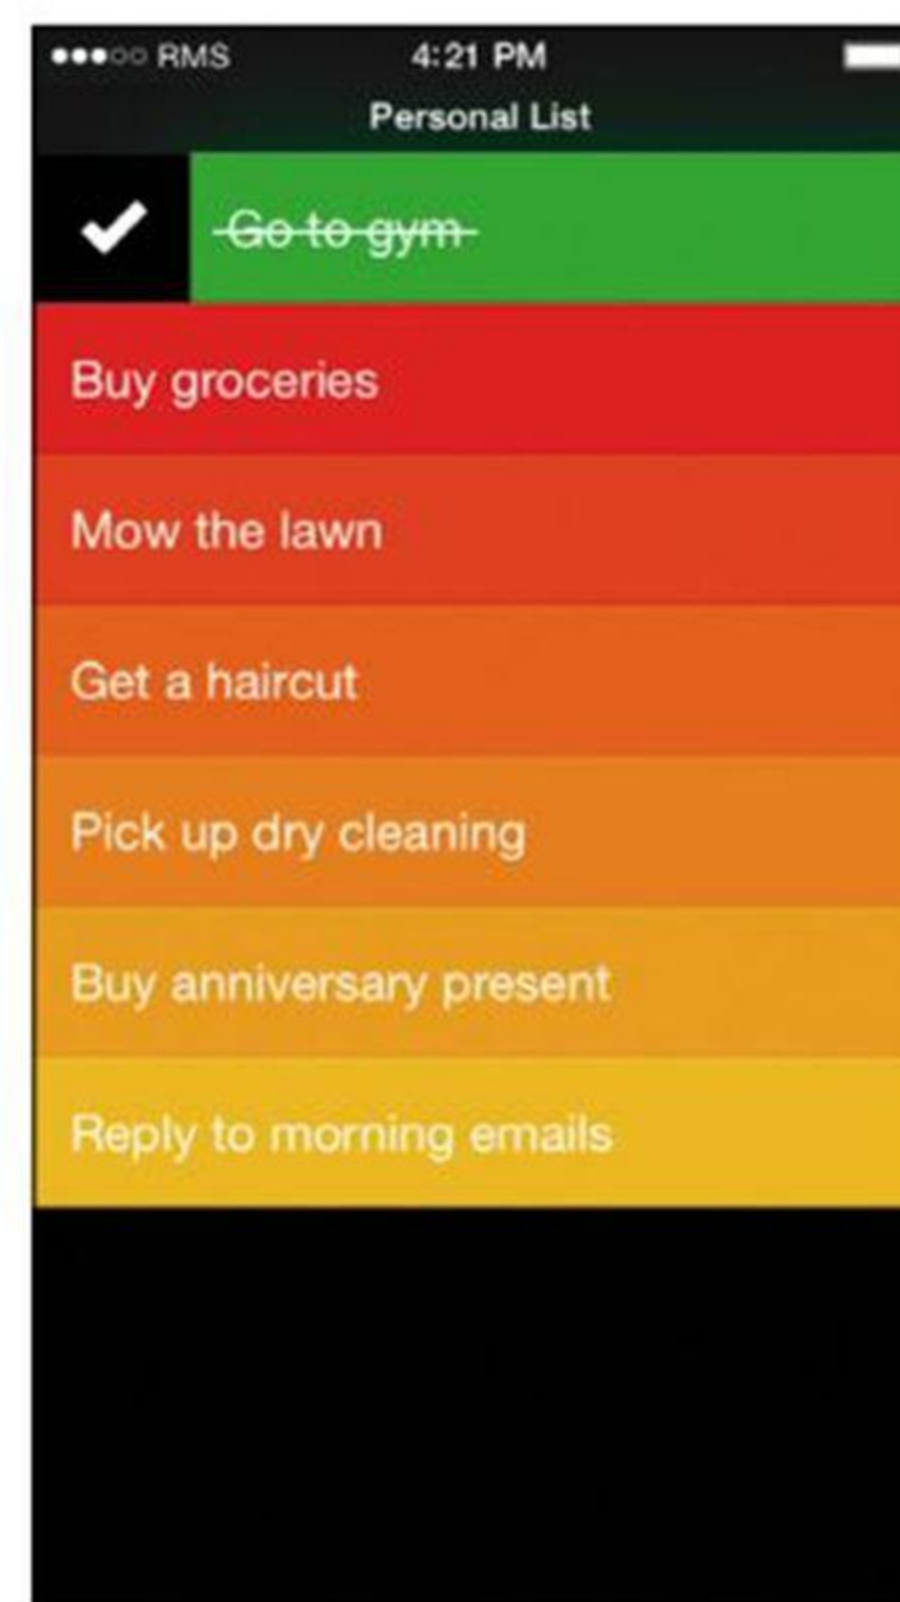 RMS 4:21 PM
Personal List
Go to gym
Buy groceries
Mow the lawn
Get a haircut
Pick up dry cleaning
Buy anniversary present
Reply to morning emails